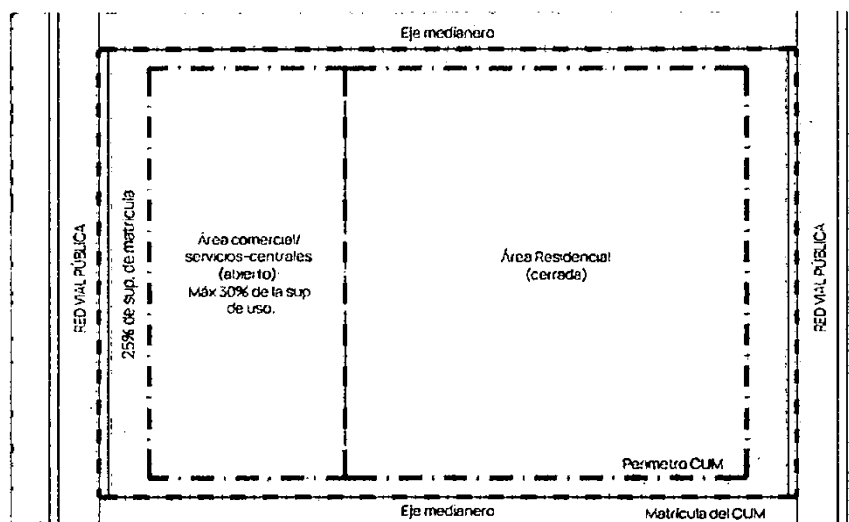 Eje medianero
RED VIAL PÚBLICA
25% de sup. de matrícula
Área comercial/
servicios-centrales
(abierto):
Máx 30% de la sup
de uso.
Área Residencial
(cerrada)
RED VIAL PÚBLICA
Perímetro CUM
Eje medianero
Matrícula del CUM